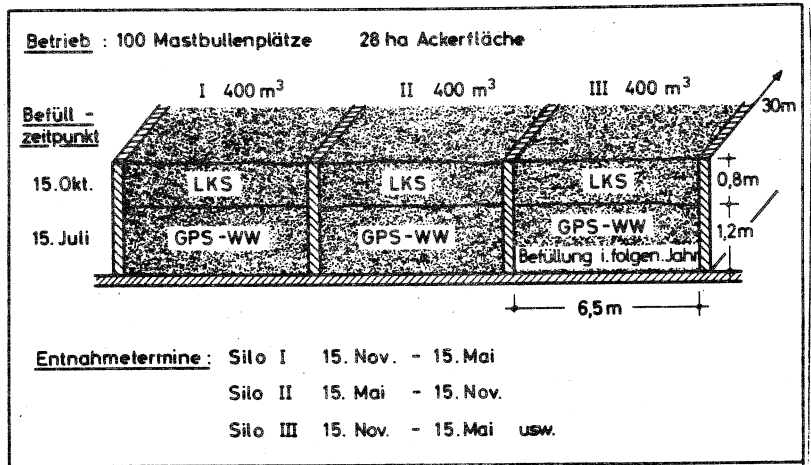 Betrieb : 100 Mastbullenplätze 28 ha Ackerfläche
I 400 m³ II 400 m³ III 400 m³
30m
Befüll -
zeitpunkt
15.Okt. LKS LKS LKS 0,8m
15. Juli GPS-WW GPS-WW GPS-WW 1,2m
Befüllung i. folgen. Jahr
6,5m
Entnahmetermine : Silo I 15. Nov. - 15. Mai
Silo II 15. Mai - 15. Nov.
Silo III 15. Nov. - 15. Mai usw.